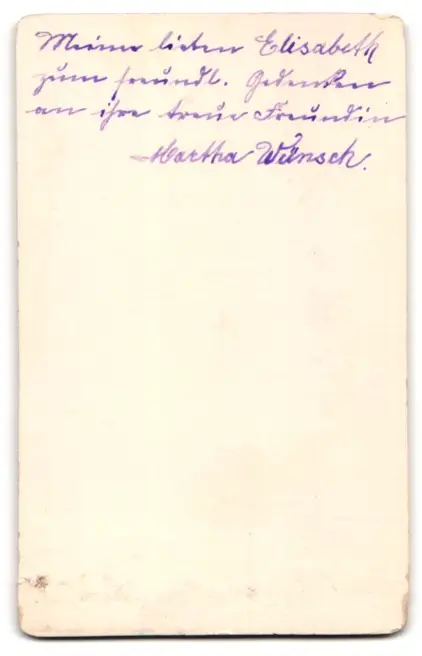 Meiner lieben Elisabeth
zum freundl. Gedenken
an ihre treue Freundin
Martha Wünsch.